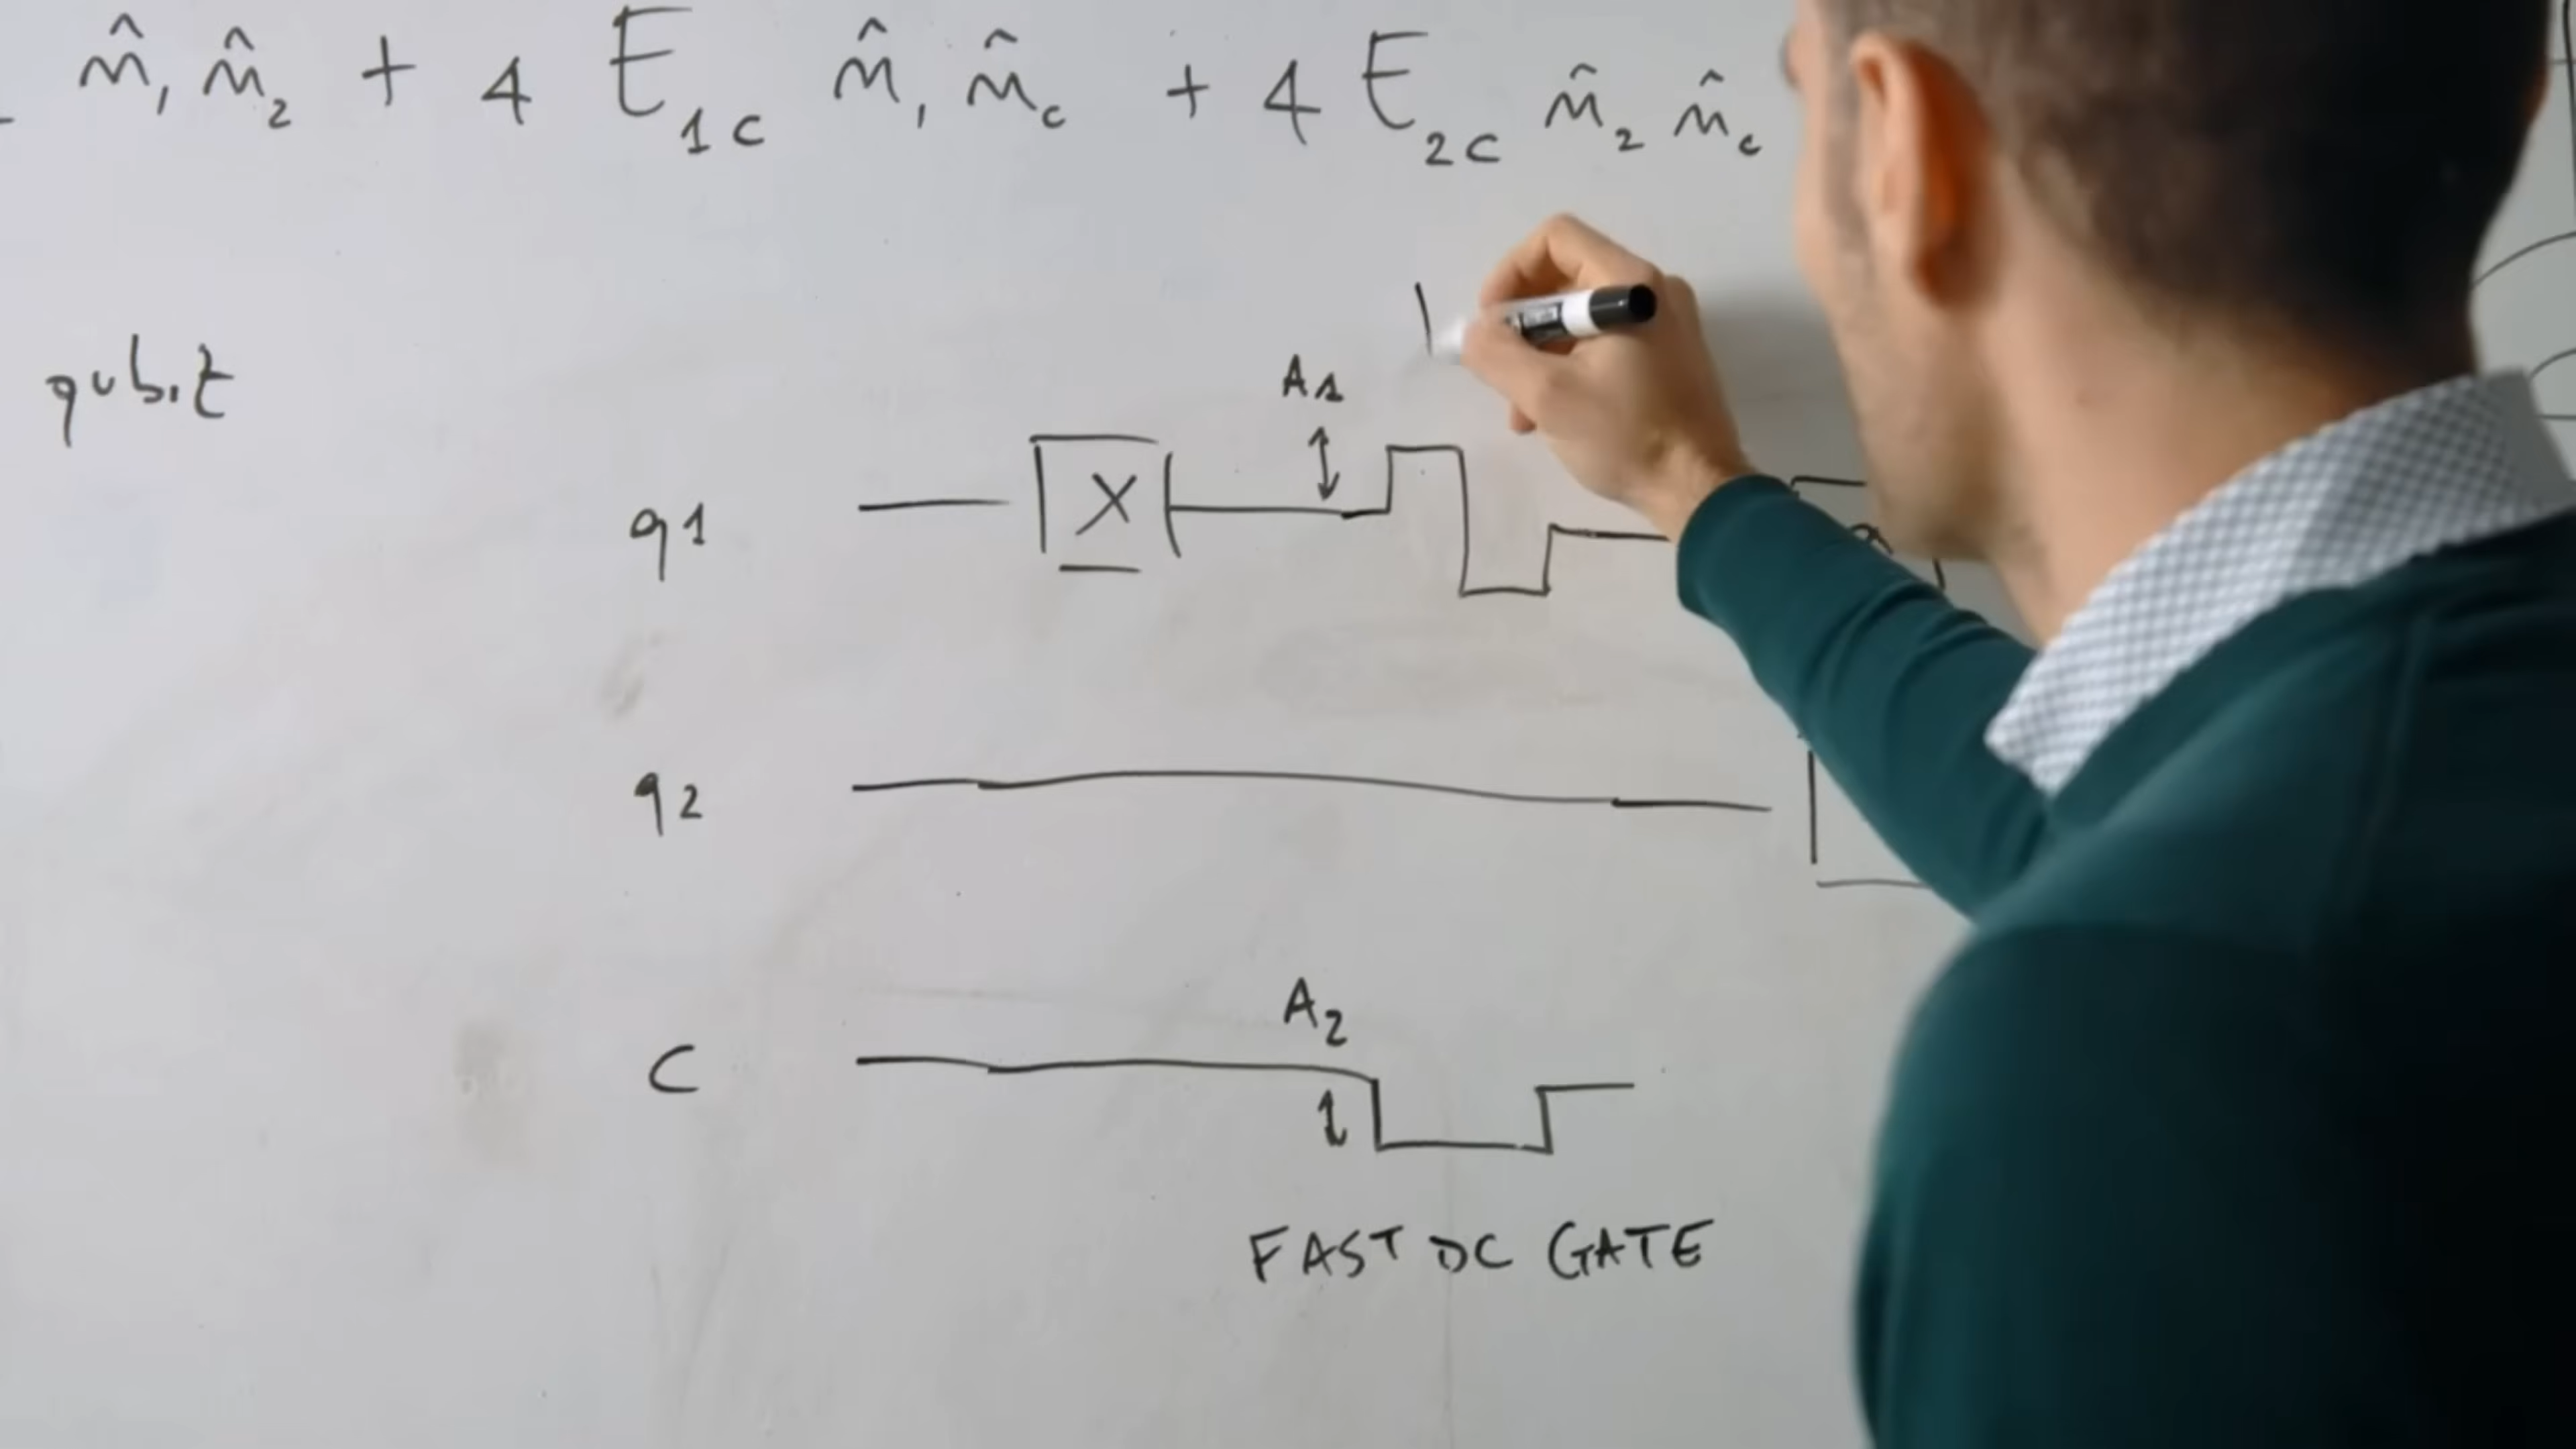 m̂₁ m̂₂ + 4 E₁c m̂₁ m̂c + 4 E₂c m̂₂ m̂c
qubit
A1
q1 X
q2
A2
C
FAST DC GATE